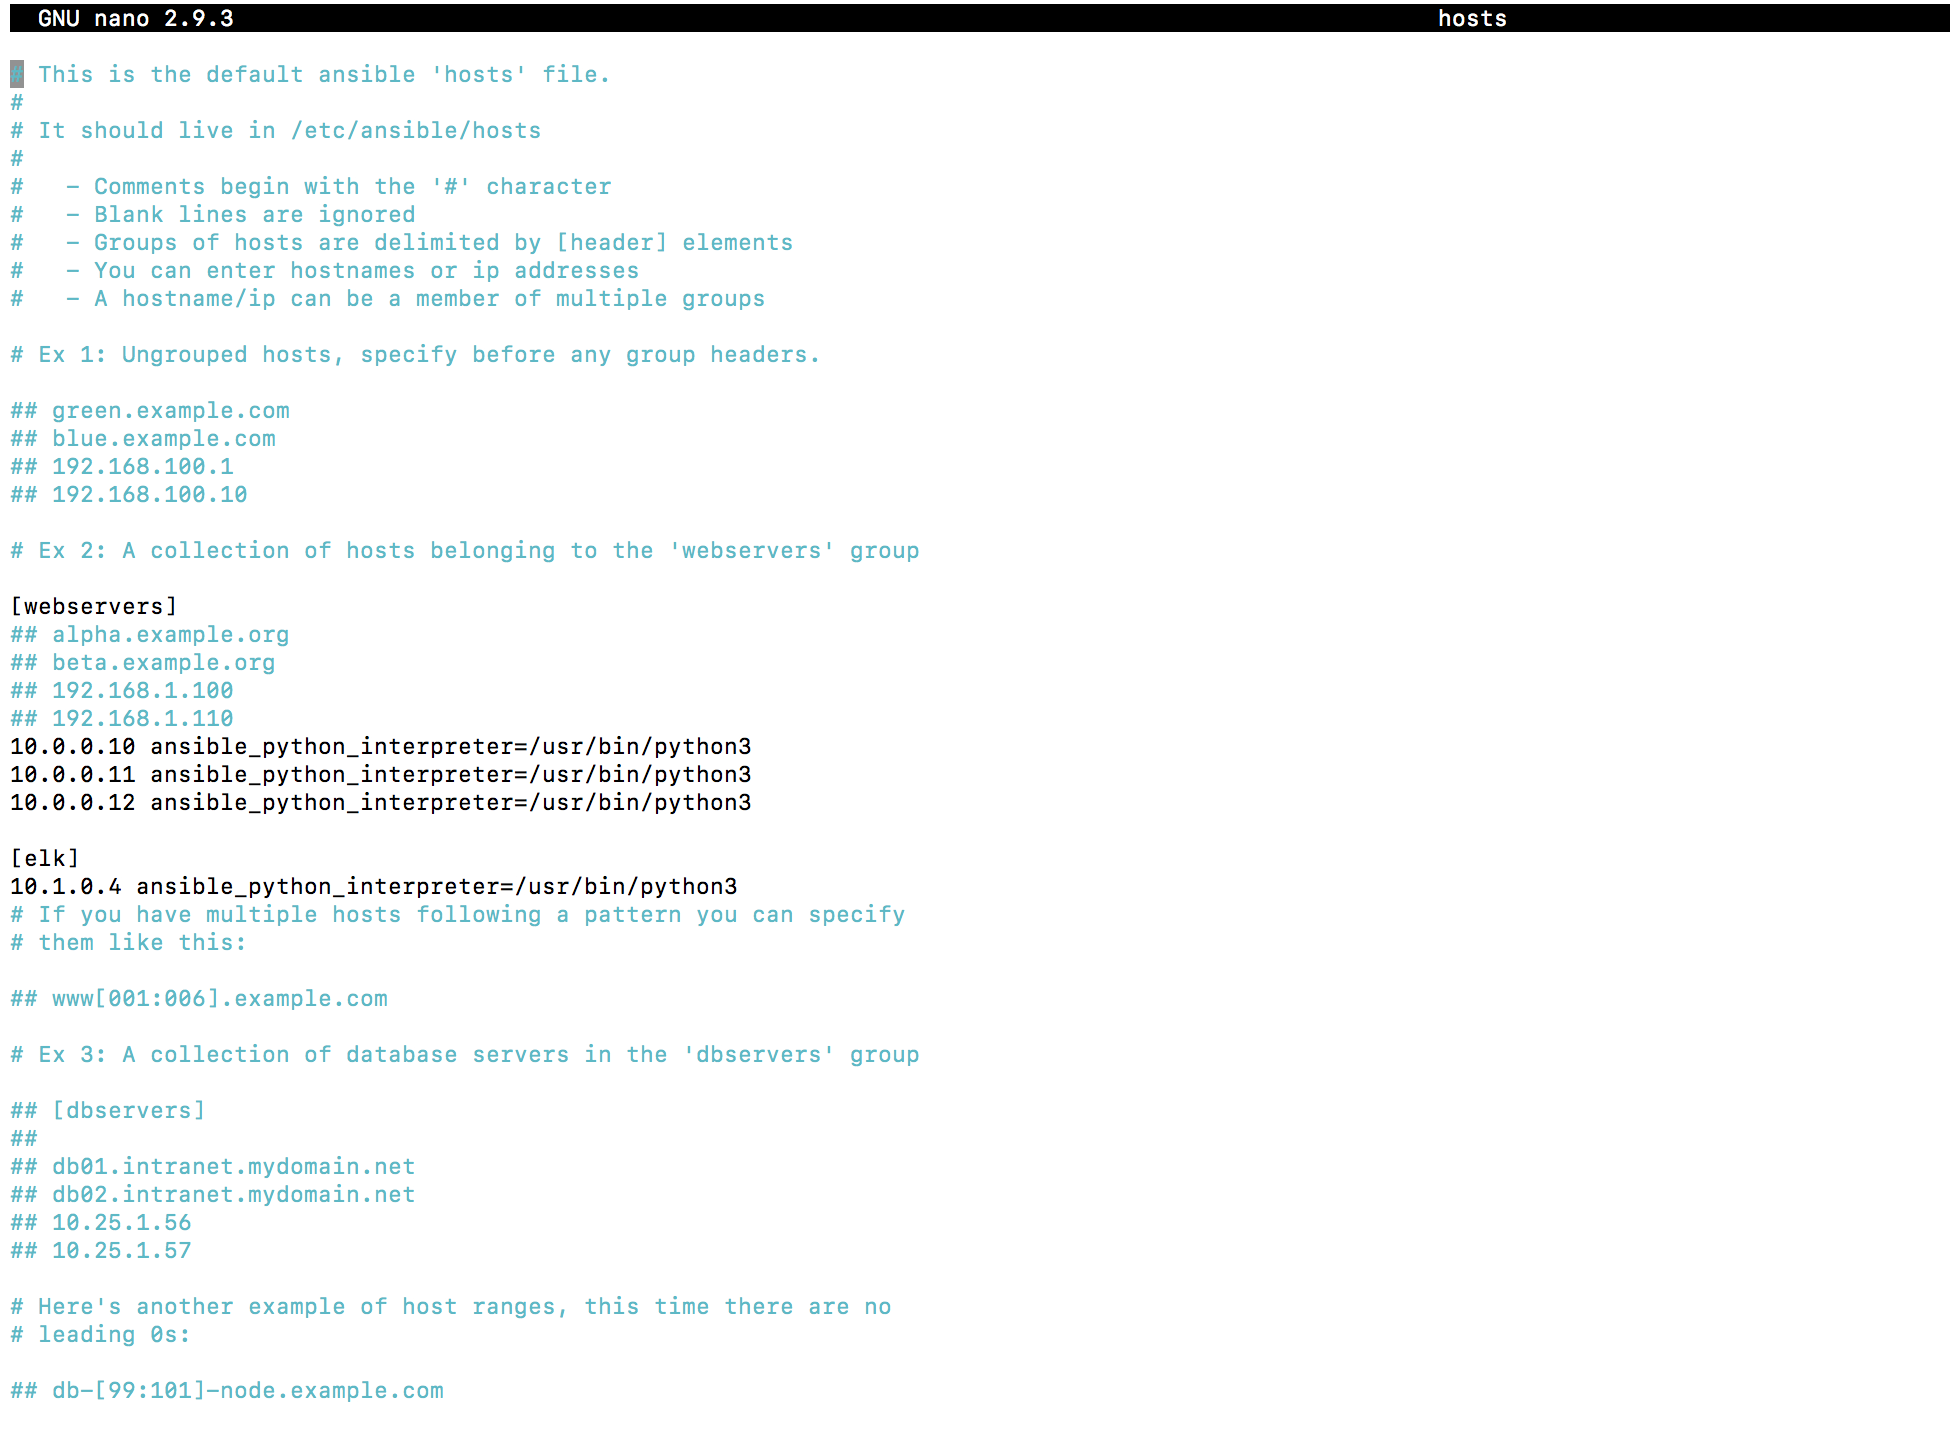 GNU nano 2.9.3 hosts
# This is the default ansible 'hosts' file.
#
# It should live in /etc/ansible/hosts
#
#   - Comments begin with the '#' character
#   - Blank lines are ignored
#   - Groups of hosts are delimited by [header] elements
#   - You can enter hostnames or ip addresses
#   - A hostname/ip can be a member of multiple groups
# Ex 1: Ungrouped hosts, specify before any group headers.
## green.example.com
## blue.example.com
## 192.168.100.1
## 192.168.100.10
# Ex 2: A collection of hosts belonging to the 'webservers' group
[webservers]
## alpha.example.org
## beta.example.org
## 192.168.1.100
## 192.168.1.110
10.0.0.10 ansible_python_interpreter=/usr/bin/python3
10.0.0.11 ansible_python_interpreter=/usr/bin/python3
10.0.0.12 ansible_python_interpreter=/usr/bin/python3
[elk]
10.1.0.4 ansible_python_interpreter=/usr/bin/python3
# If you have multiple hosts following a pattern you can specify
# them like this:
## www[001:006].example.com
# Ex 3: A collection of database servers in the 'dbservers' group
## [dbservers]
##
## db01.intranet.mydomain.net
## db02.intranet.mydomain.net
## 10.25.1.56
## 10.25.1.57
# Here's another example of host ranges, this time there are no
# leading 0s:
## db-[99:101]-node.example.com